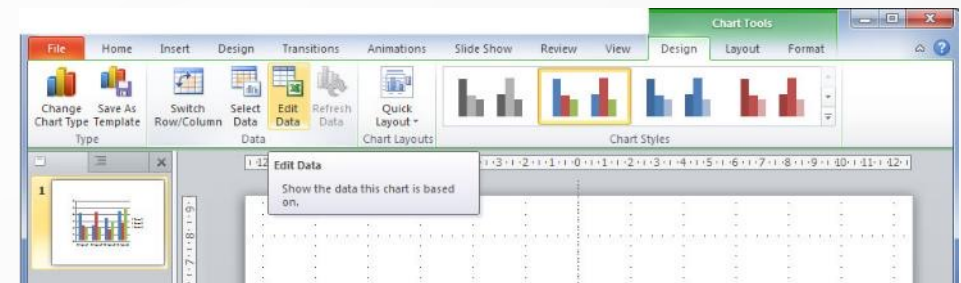 Chart Tools
File Home Insert Design Transitions Animations Slide Show Review View Design Layout Format
Change Chart Type Save As Template Switch Row/Column Select Data Edit Data Refresh Data Quick Layout
Type Data Chart Layouts Chart Styles
Edit Data
Show the data this chart is based
on.
1